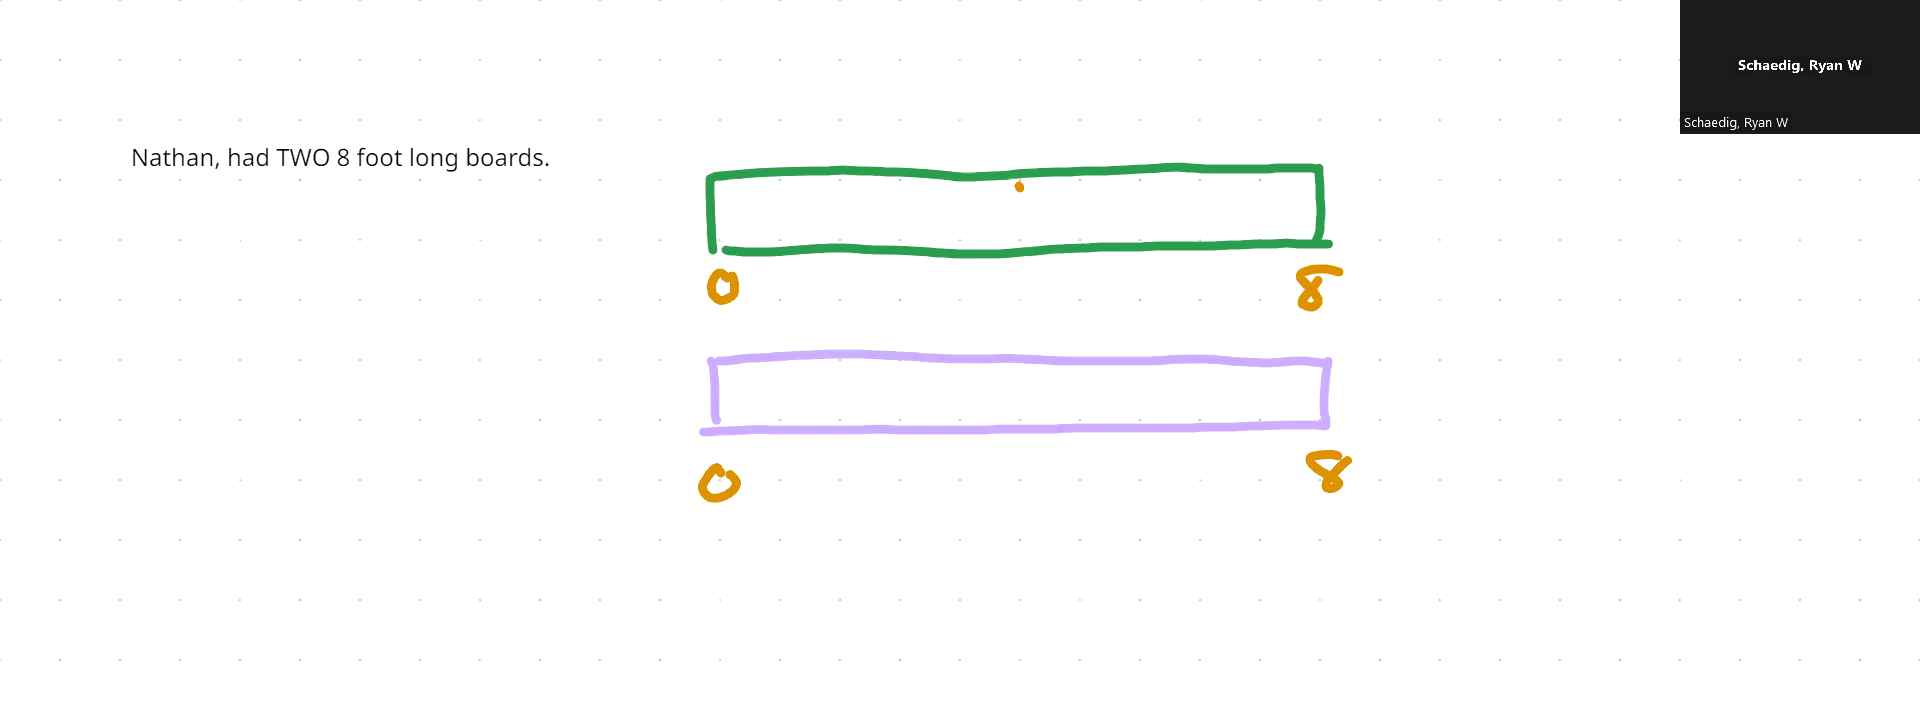 Schaedig, Ryan W
Schaedig, Ryan W
Nathan, had TWO 8 foot long boards.
0 8
0 8